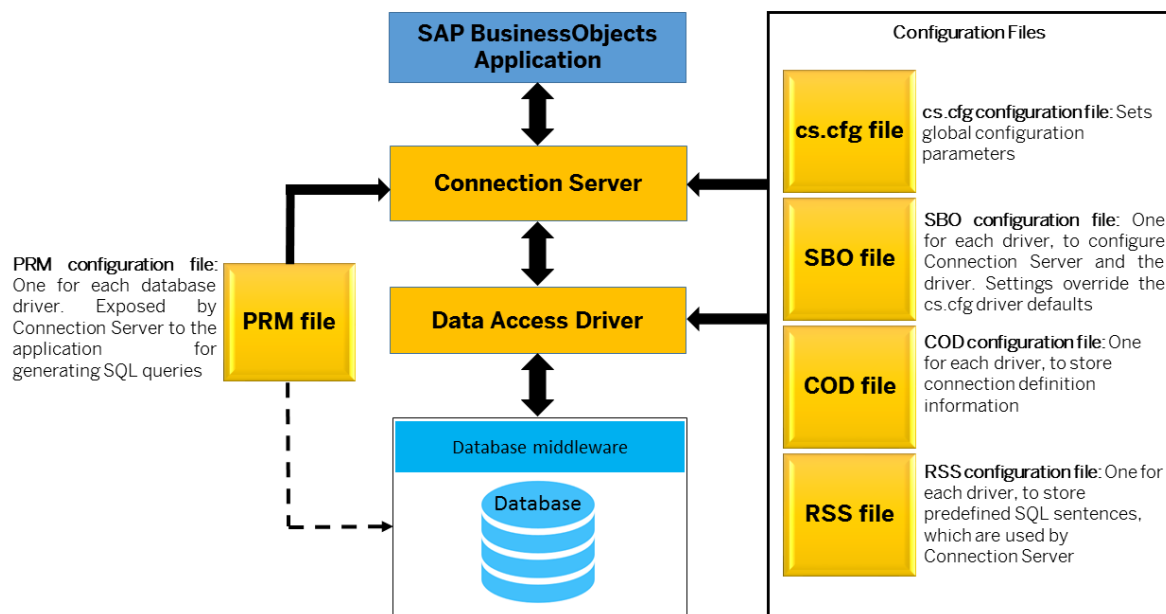 SAP BusinessObjects
Application
Connection Server
Data Access Driver
Database middleware
Database
PRM configuration file:
One for each database
driver. Exposed by
Connection Server to the
application for
generating SQL queries
PRM file
Configuration Files
cs.cfg file
cs.cfg configuration file: Sets
global configuration
parameters
SBO file
SBO configuration file: One
for each driver, to configure
Connection Server and the
driver. Settings override the
cs.cfg driver defaults
COD file
COD configuration file: One
for each driver, to store
connection definition
information
RSS file
RSS configuration file: One for
each driver, to store
predefined SQL sentences,
which are used by
Connection Server